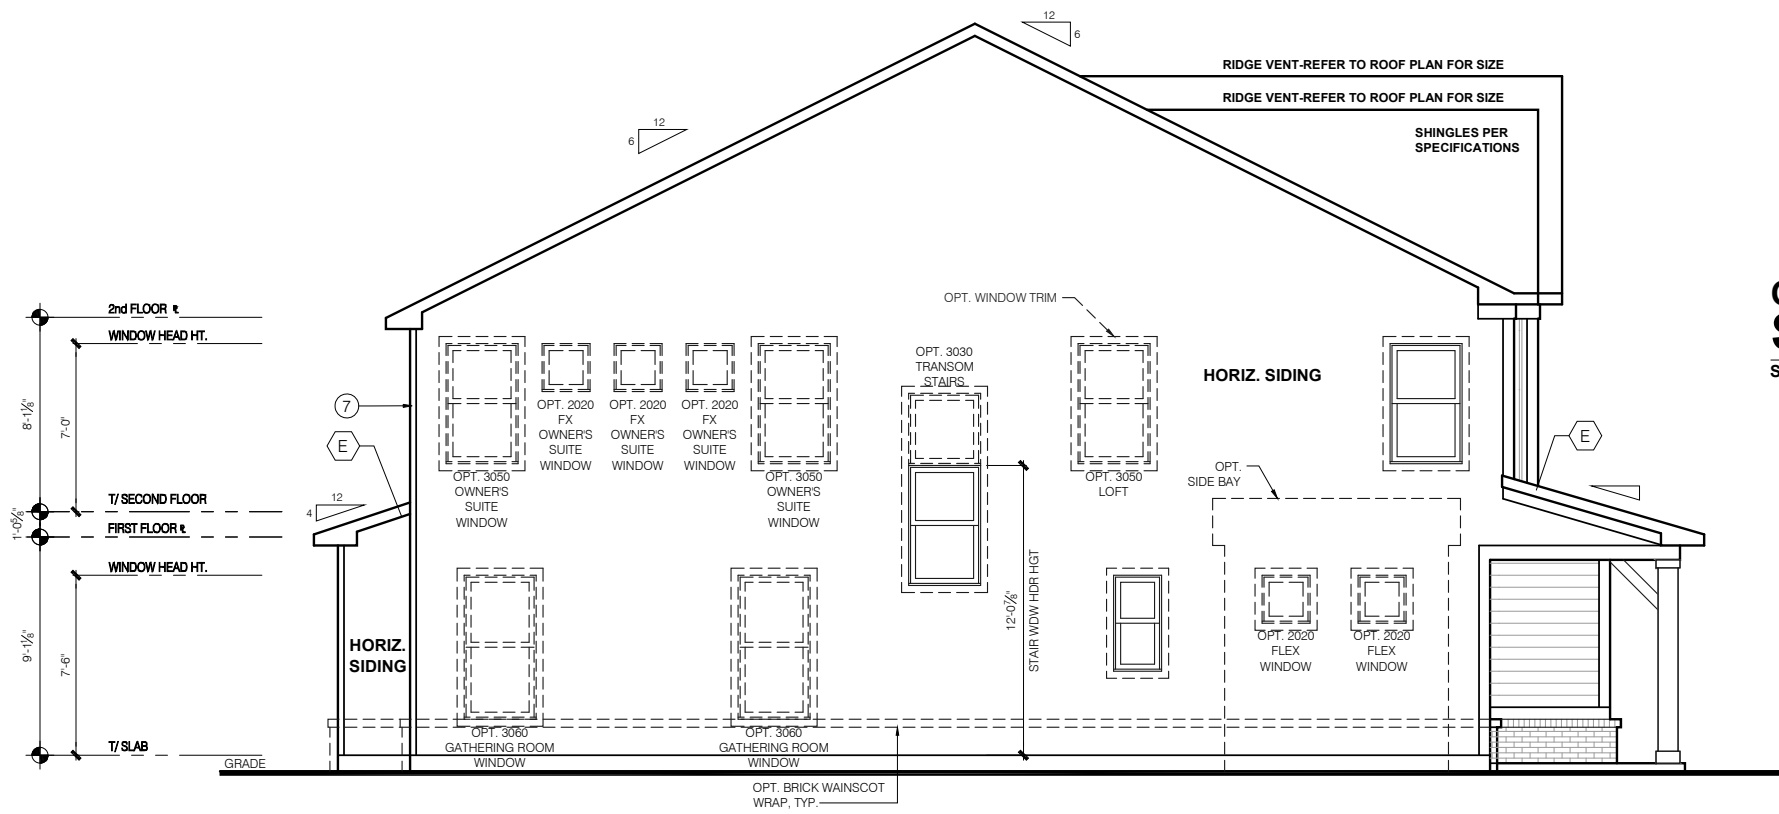 12
6
RIDGE VENT-REFER TO ROOF PLAN FOR SIZE
RIDGE VENT-REFER TO ROOF PLAN FOR SIZE
SHINGLES PER
SPECIFICATIONS
12
6
2nd FLOOR ℄
WINDOW HEAD HT.
8'-1⅛"
7'-0"
T/ SECOND FLOOR
1'-0⅝"
FIRST FLOOR ℄
WINDOW HEAD HT.
9'-1⅛"
7'-6"
T/ SLAB
GRADE
7
E
12
4
HORIZ.
SIDING
OPT. 3050
OWNER'S
SUITE
WINDOW
OPT. 2020
FX
OWNER'S
SUITE
WINDOW
OPT. 2020
FX
OWNER'S
SUITE
WINDOW
OPT. 2020
FX
OWNER'S
SUITE
WINDOW
OPT. 3050
OWNER'S
SUITE
WINDOW
OPT. 3030
TRANSOM
STAIRS
OPT. WINDOW TRIM
OPT. 3050
LOFT
HORIZ. SIDING
OPT.
SIDE BAY
E
12'-0⅞"
STAIR WDW HDR HGT
OPT. 2020
FLEX
WINDOW
OPT. 2020
FLEX
WINDOW
OPT. 3060
GATHERING ROOM
WINDOW
OPT. 3060
GATHERING ROOM
WINDOW
OPT. BRICK WAINSCOT
WRAP, TYP.